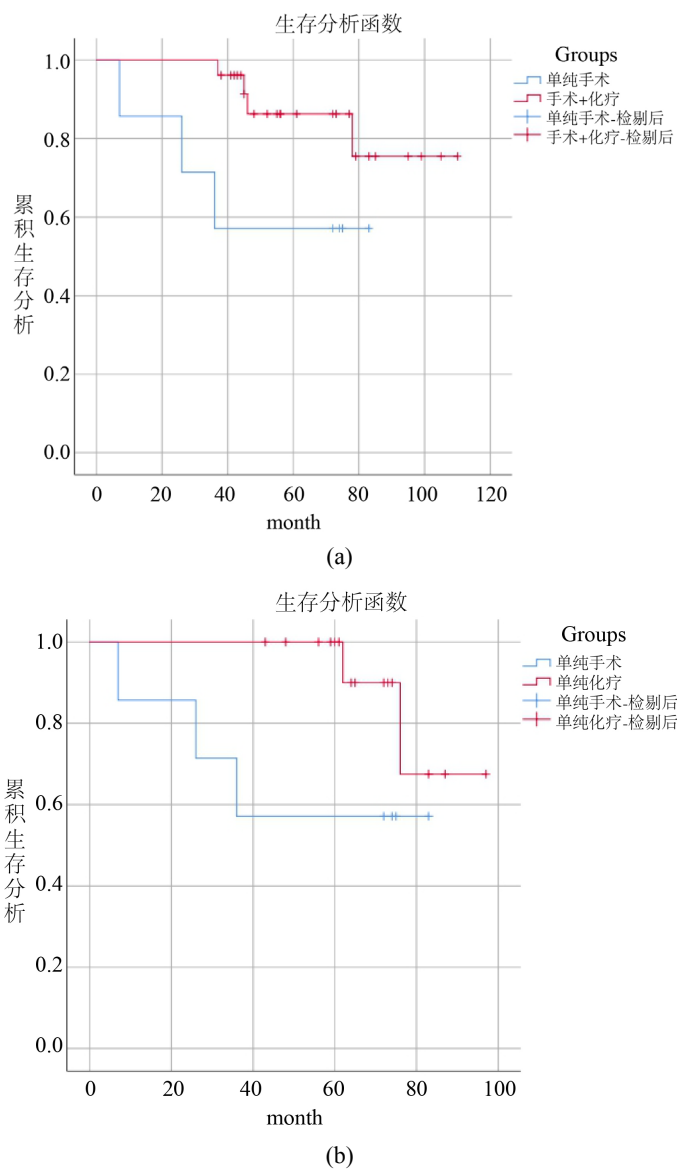 生存分析函数
Groups
单纯手术
手术+化疗
单纯手术-检剔后
手术+化疗-检剔后
累积生存分析
1.0
0.8
0.6
0.4
0.2
0.0
0 20 40 60 80 100 120
month
(a)
生存分析函数
Groups
单纯手术
单纯化疗
单纯手术-检剔后
单纯化疗-检剔后
累积生存分析
1.0
0.8
0.6
0.4
0.2
0.0
0 20 40 60 80 100
month
(b)